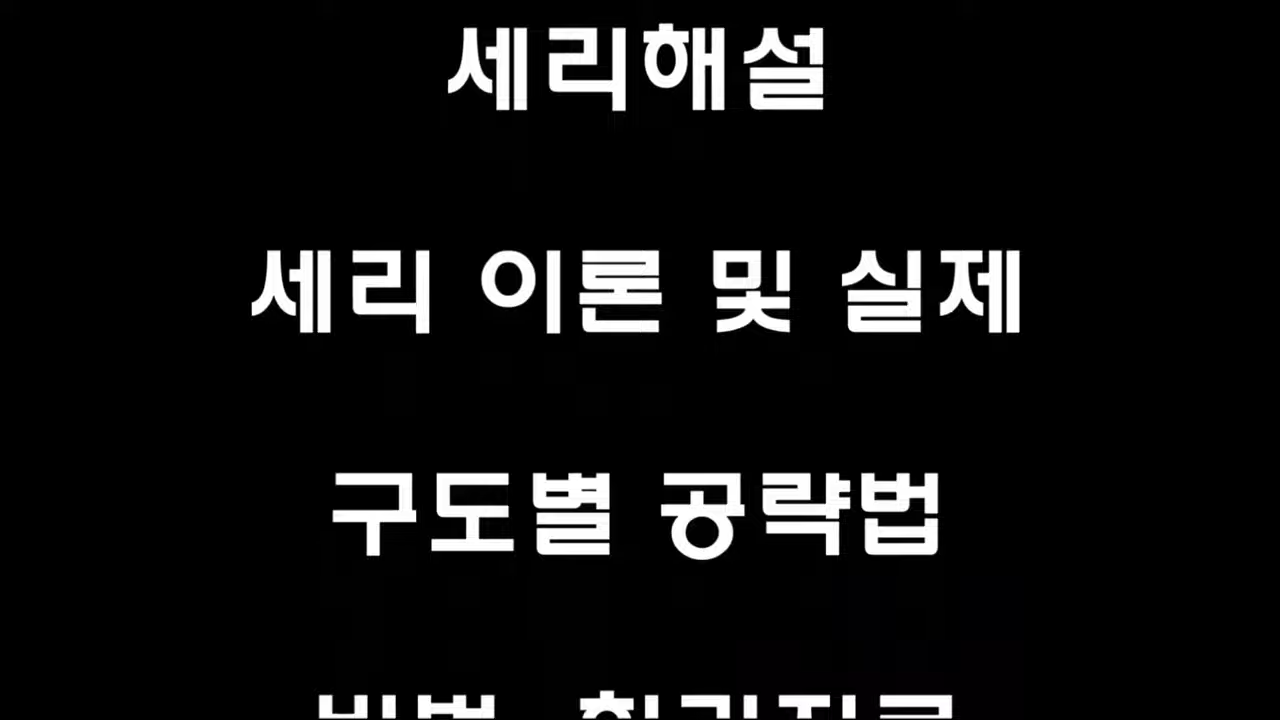 세리해설
세리 이론 및 실제
구도별 공략법